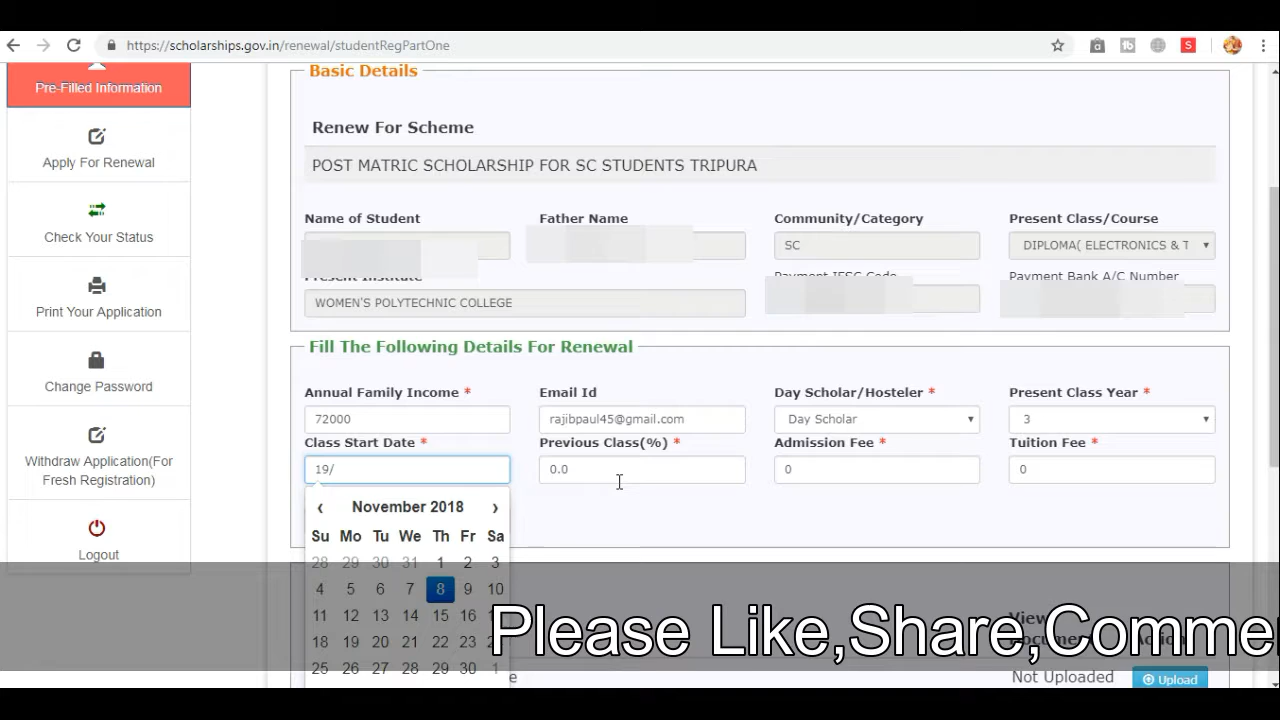 https://scholarships.gov.in/renewal/studentRegPartOne
Pre-Filled Information
Apply For Renewal
Check Your Status
Print Your Application
Change Password
Withdraw Application(For
Fresh Registration)
Logout
Basic Details
Renew For Scheme
POST MATRIC SCHOLARSHIP FOR SC STUDENTS TRIPURA
Name of Student Father Name Community/Category Present Class/Course
SC DIPLOMA( ELECTRONICS & T
Present Institute Payment IFSC Code Payment Bank A/C Number
WOMEN'S POLYTECHNIC COLLEGE
Fill The Following Details For Renewal
Annual Family Income * Email Id Day Scholar/Hosteler * Present Class Year *
72000 rajibpaul45@gmail.com Day Scholar 3
Class Start Date * Previous Class(%) * Admission Fee * Tuition Fee *
19/ 0.0 0 0
‹ November 2018 ›
Su Mo Tu We Th Fr Sa
28 29 30 31 1 2 3
4 5 6 7 8 9 10
11 12 13 14 15 16
18 19 20 21 22 23
25 26 27 28 29 30 1
Please Like,Share,Comme
View
Not Uploaded Upload